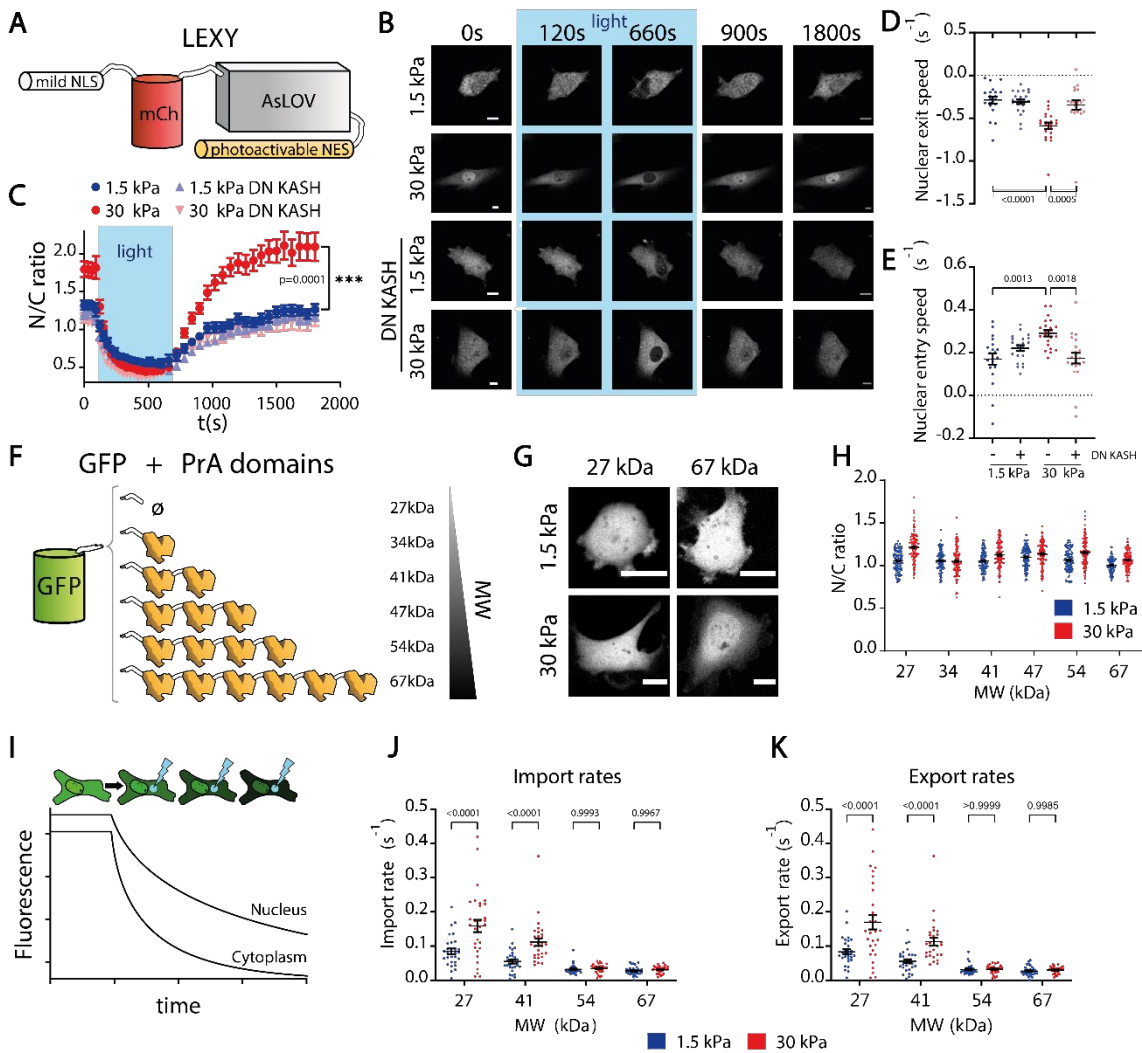 A
LEXY
mild NLS
mCh
AsLOV
photoactivable NES
B
light
0s 120s 660s 900s 1800s
1.5 kPa
30 kPa
DN KASH
1.5 kPa
30 kPa
C
1.5 kPa 1.5 kPa DN KASH
30 kPa 30 kPa DN KASH
light
N/C ratio
2.0
1.5
1.0
0.5
p=0.0001
***
0 500 1000 1500 2000
t(s)
D
Nuclear exit speed (s-1)
0.0
-0.5
-1.0
-1.5
<0.0001 0.0005
E
Nuclear entry speed (s-1)
0.6
0.4
0.2
0.0
-0.2
0.0013 0.0018
- + - + DN KASH
1.5 kPa 30 kPa
F
GFP + PrA domains
GFP
ø
27kDa
34kDa
41kDa
47kDa
54kDa
67kDa
MW
G
27 kDa 67 kDa
1.5 kPa
30 kPa
H
N/C ratio
2.0
1.5
1.0
0.5
0.0
1.5 kPa
30 kPa
27 34 41 47 54 67
MW (kDa)
I
Fluorescence
Nucleus
Cytoplasm
time
J
Import rates
Import rate (s-1)
0.5
0.4
0.3
0.2
0.1
0.0
<0.0001 <0.0001 0.9993 0.9967
27 41 54 67
MW (kDa)
K
Export rates
Export rate (s-1)
0.5
0.4
0.3
0.2
0.1
0.0
<0.0001 <0.0001 >0.9999 0.9985
27 41 54 67
MW (kDa)
1.5 kPa 30 kPa